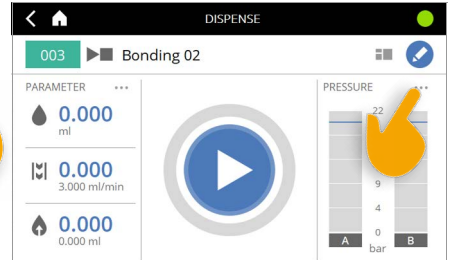 DISPENSE
003 Bonding 02
PARAMETER ...
0.000
ml
0.000
3.000 ml/min
0.000
0.000 ml
PRESSURE ...
22
9
4
0
A bar B